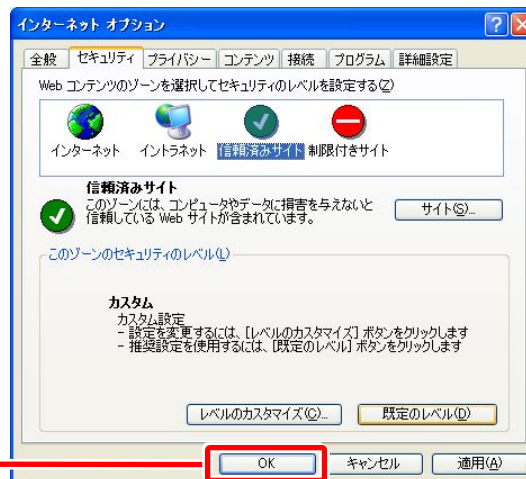 インターネット オプション
全般 セキュリティ プライバシー コンテンツ 接続 プログラム 詳細設定
Web コンテンツのゾーンを選択してセキュリティのレベルを設定する(Z)
インターネット イントラネット 信頼済みサイト 制限付きサイト
信頼済みサイト
このゾーンには、コンピュータやデータに損害を与えないと
信頼している Web サイトが含まれています。
サイト(S)...
このゾーンのセキュリティのレベル(L)
カスタム
カスタム設定
- 設定を変更するには、[レベルのカスタマイズ] ボタンをクリックします
- 推奨設定を使用するには、[既定のレベル] ボタンをクリックします
レベルのカスタマイズ(C)... 既定のレベル(D)
OK キャンセル 適用(A)